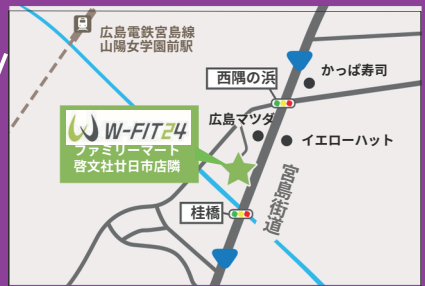 広島電鉄宮島線
山陽女学園前駅
かっぱ寿司
西隅の浜
広島マツダ
イエローハット
W-FIT24
ファミリーマート
啓文社廿日市店隣
宮島街道
桂橋